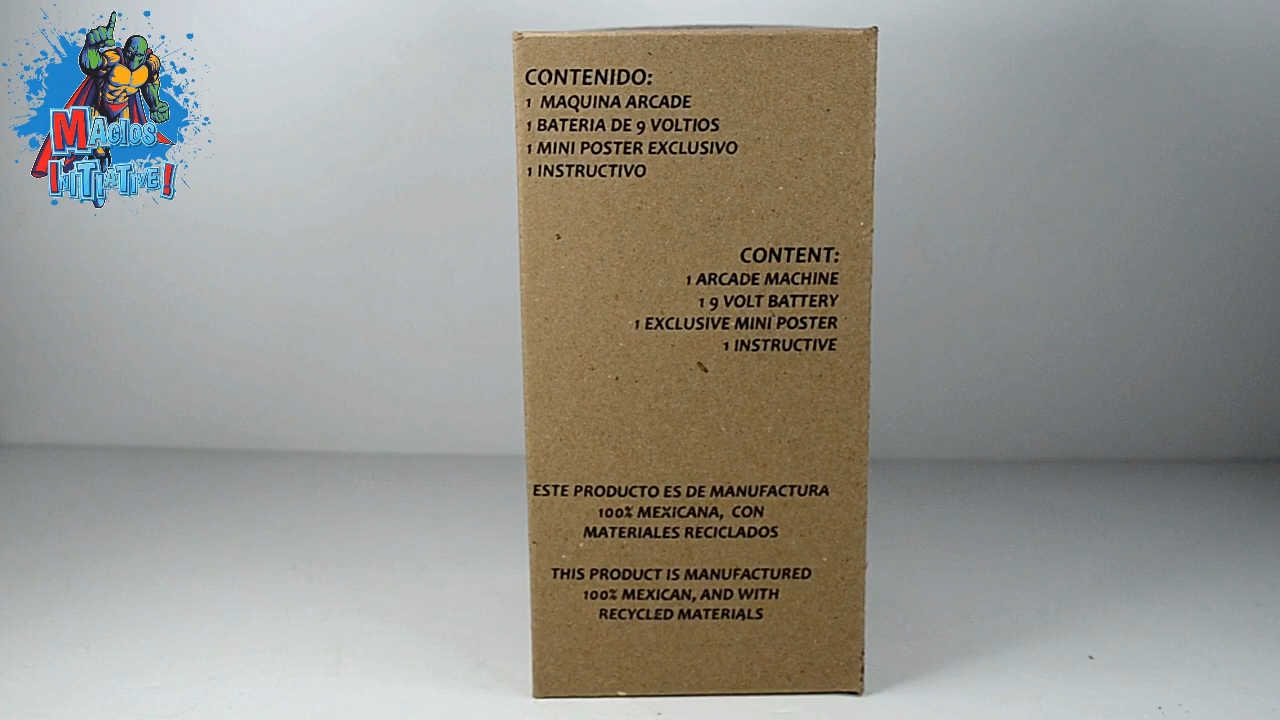 MAGIOS
INITIATIVE!
CONTENIDO:
1 MAQUINA ARCADE
1 BATERIA DE 9 VOLTIOS
1 MINI POSTER EXCLUSIVO
1 INSTRUCTIVO
CONTENT:
1 ARCADE MACHINE
1 9 VOLT BATTERY
1 EXCLUSIVE MINI POSTER
1 INSTRUCTIVE
ESTE PRODUCTO ES DE MANUFACTURA
100% MEXICANA, CON
MATERIALES RECICLADOS
THIS PRODUCT IS MANUFACTURED
100% MEXICAN, AND WITH
RECYCLED MATERIALS